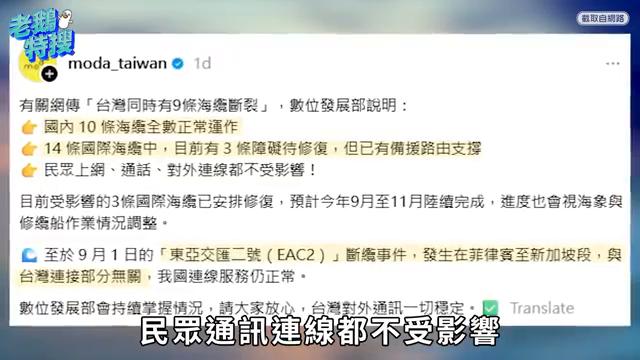 老鵝特搜
截取自網路
moda_taiwan 1d
有關網傳「台灣同時有9條海纜斷裂」，數位發展部說明：
👉 國內 10 條海纜全數正常運作
👉 14 條國際海纜中，目前有 3 條障礙待修復，但已有備援路由支撐
👉 民眾上網、通話、對外連線都不受影響！
目前受影響的3條國際海纜已安排修復，預計今年9月至11月陸續完成，進度也會視海象與
修纜船作業情況調整。
🌊 至於 9 月 1 日的「東亞交匯二號（EAC2）」斷纜事件，發生在菲律賓至新加坡段，與
台灣連接部分無關，我國連線服務仍正常。
數位發展部會持續掌握情況，請大家放心，台灣對外通訊一切穩定。✅ Translate
民眾通訊連線都不受影響